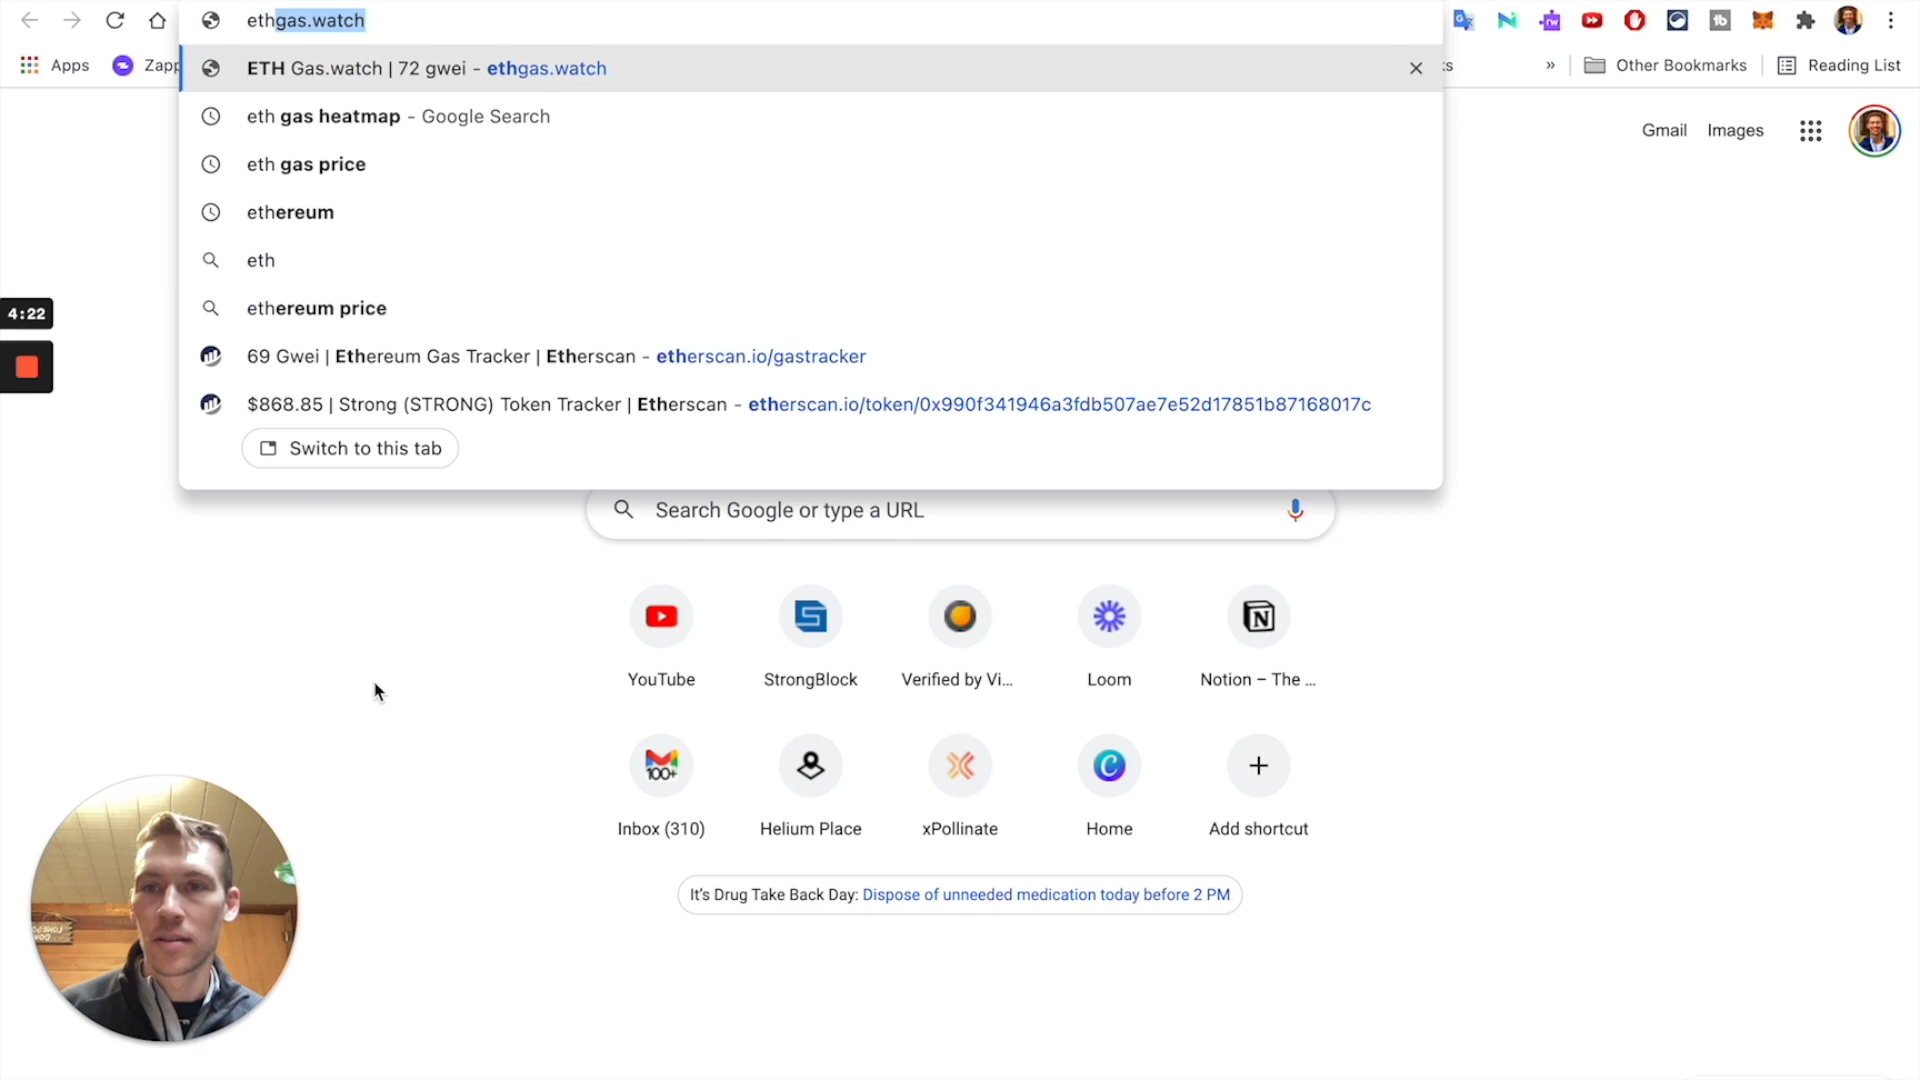 ethgas.watch
Apps
Zapp
ETH Gas.watch | 72 gwei - ethgas.watch
ts
»
Other Bookmarks
Reading List
eth gas heatmap - Google Search
Gmail
Images
eth gas price
ethereum
eth
ethereum price
4:22
69 Gwei | Ethereum Gas Tracker | Etherscan - etherscan.io/gastracker
$868.85 | Strong (STRONG) Token Tracker | Etherscan - etherscan.io/token/0x990f341946a3fdb507ae7e52d17851b87168017c
Switch to this tab
Search Google or type a URL
YouTube
StrongBlock
Verified by Vi...
Loom
Notion – The ...
100+
Inbox (310)
Helium Place
xPollinate
Home
Add shortcut
It's Drug Take Back Day: Dispose of unneeded medication today before 2 PM